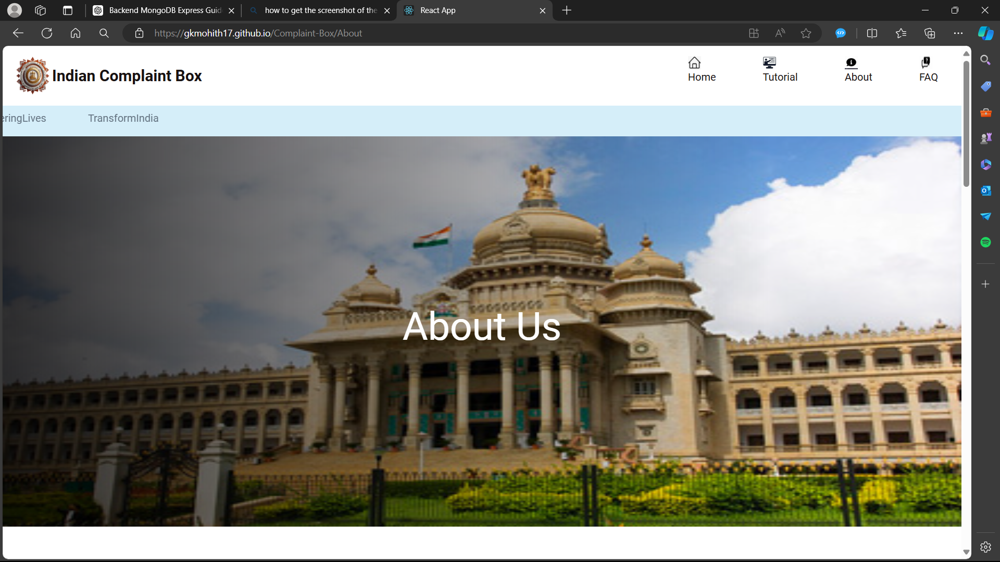 Backend MongoDB Express Guid
how to get the screenshot of the
React App
https://gkmohith17.github.io/Complaint-Box/About
Indian Complaint Box
Home
Tutorial
About
FAQ
eringLives
TransformIndia
About Us